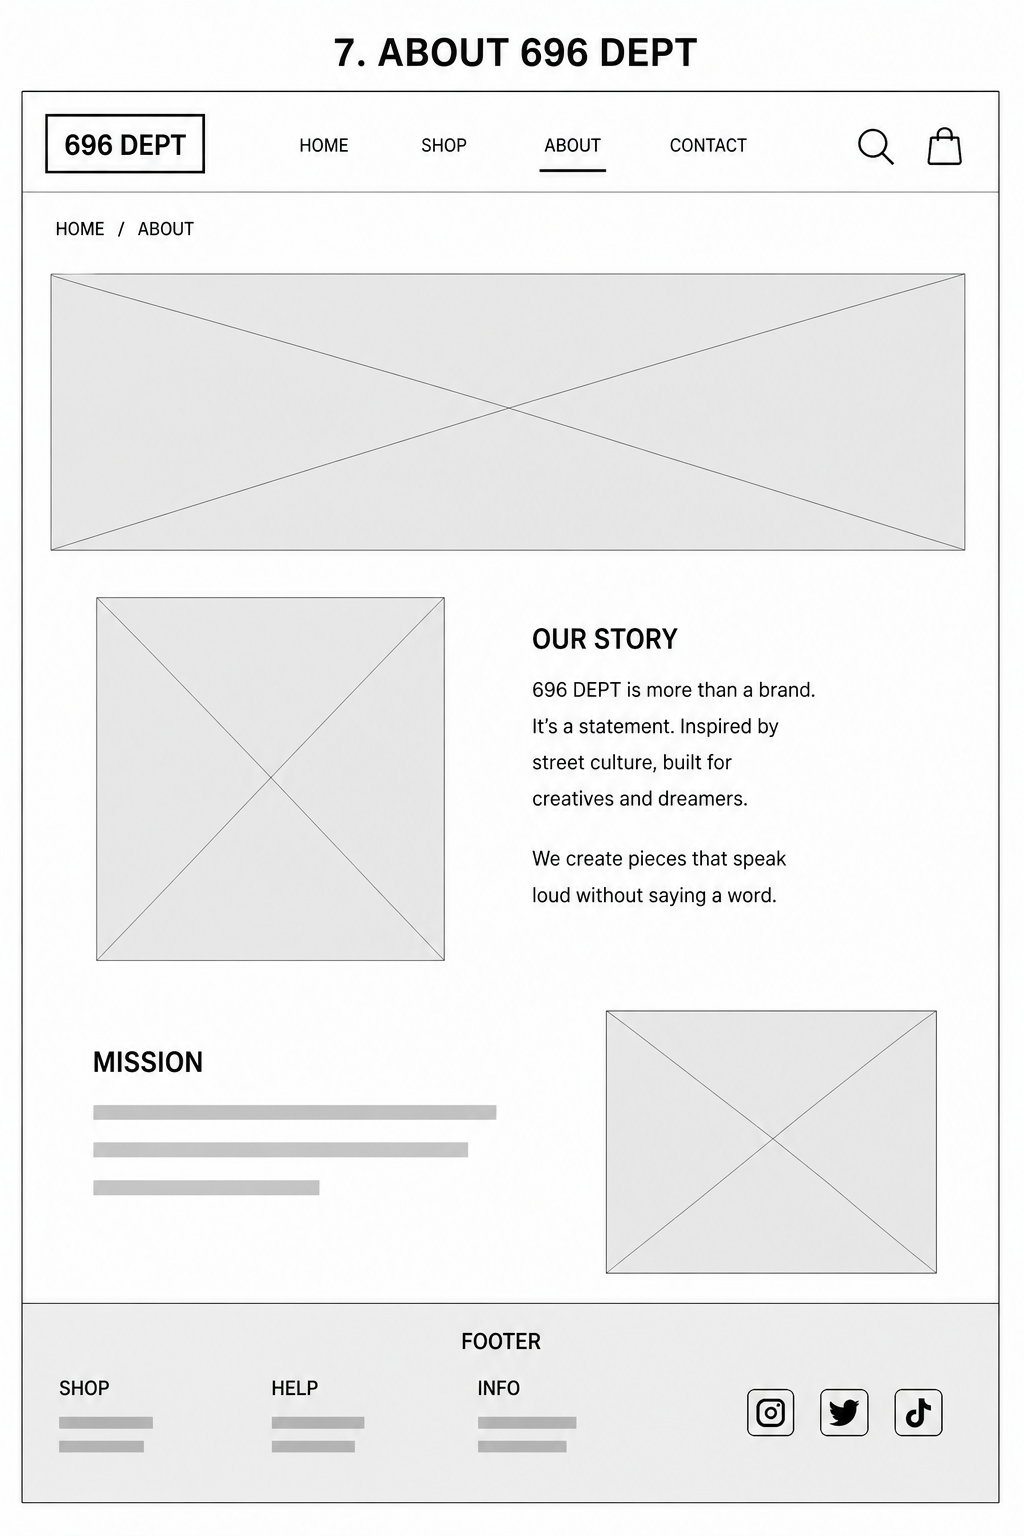 7. ABOUT 696 DEPT
696 DEPT
HOME
SHOP
ABOUT
CONTACT
HOME / ABOUT
OUR STORY
696 DEPT is more than a brand.
It’s a statement. Inspired by
street culture, built for
creatives and dreamers.
We create pieces that speak
loud without saying a word.
MISSION
FOOTER
SHOP
HELP
INFO